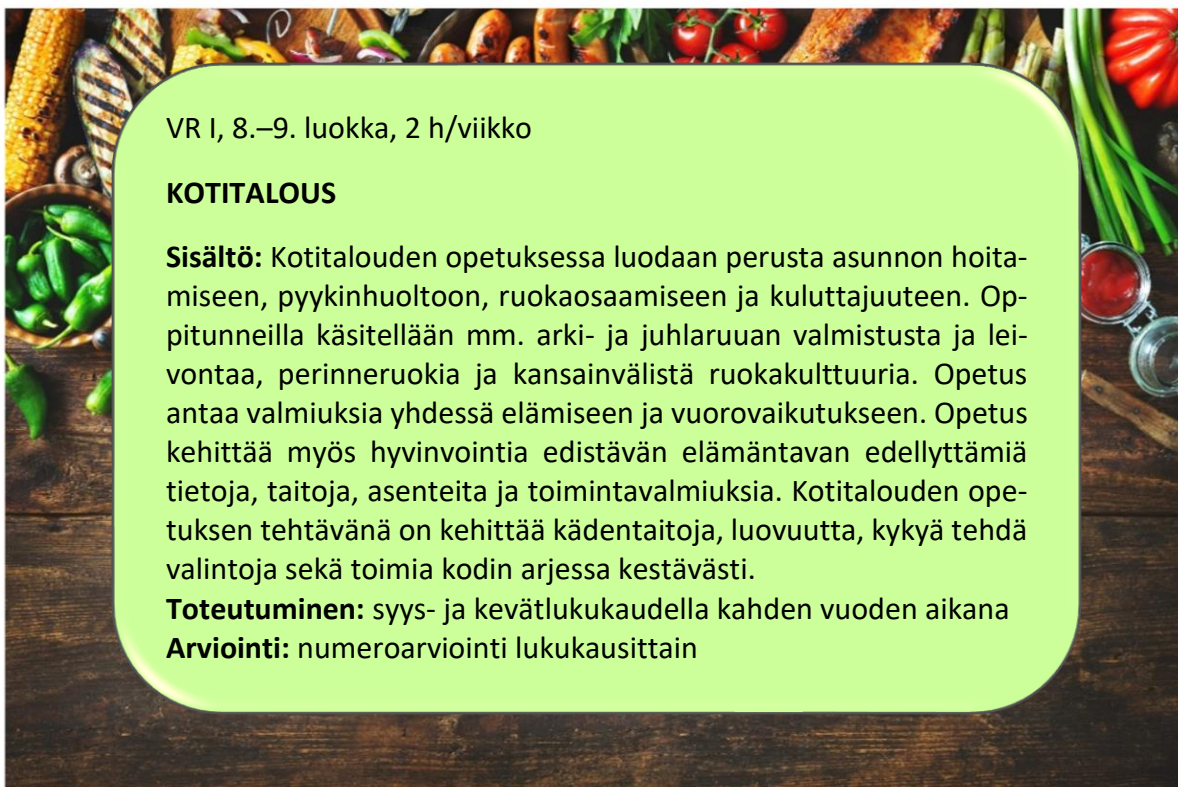 VR I, 8.–9. luokka, 2 h/viikko
KOTITALOUS
Sisältö: Kotitalouden opetuksessa luodaan perusta asunnon hoita-
miseen, pyykinhuoltoon, ruokaosaamiseen ja kuluttajuuteen. Op-
pitunneilla käsitellään mm. arki- ja juhlaruuan valmistusta ja lei-
vontaa, perinneruokia ja kansainvälistä ruokakulttuuria. Opetus
antaa valmiuksia yhdessä elämiseen ja vuorovaikutukseen. Opetus
kehittää myös hyvinvointia edistävän elämäntavan edellyttämiä
tietoja, taitoja, asenteita ja toimintavalmiuksia. Kotitalouden ope-
tuksen tehtävänä on kehittää kädentaitoja, luovuutta, kykyä tehdä
valintoja sekä toimia kodin arjessa kestävästi.
Toteutuminen: syys- ja kevätlukukaudella kahden vuoden aikana
Arviointi: numeroarviointi lukukausittain